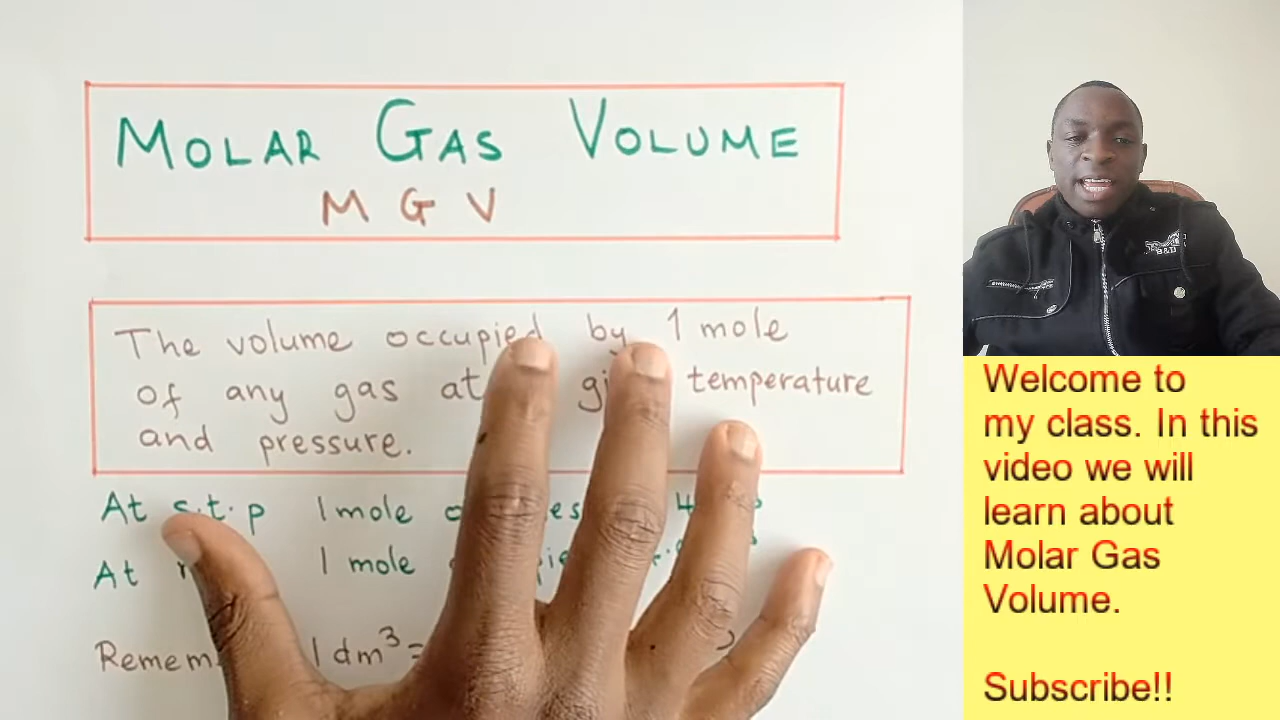 MOLAR GAS VOLUME
M G V
The volume occupied by 1 mole
of any gas at temperature
and pressure.
At s.t.p 1 mole
At 1 mole
1 dm³ =
Welcome to
my class. In this
video we will
learn about
Molar Gas
Volume.
Subscribe!!